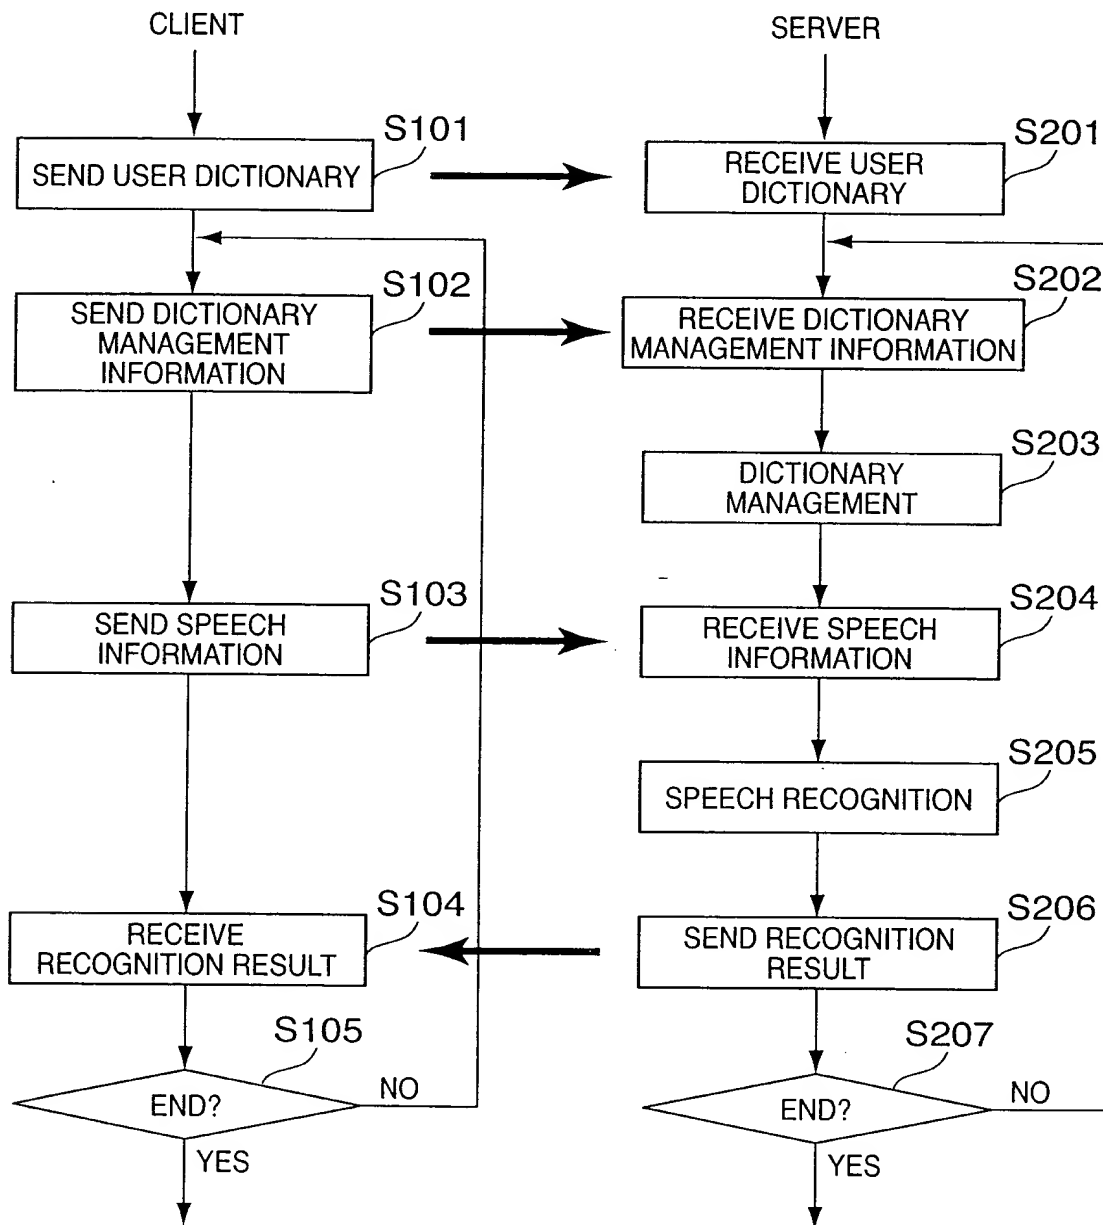 CLIENT
SERVER
S101
SEND USER DICTIONARY
S201
RECEIVE USER
DICTIONARY
S102
SEND DICTIONARY
MANAGEMENT
INFORMATION
S202
RECEIVE DICTIONARY
MANAGEMENT INFORMATION
S203
DICTIONARY
MANAGEMENT
S103
SEND SPEECH
INFORMATION
S204
RECEIVE SPEECH
INFORMATION
S205
SPEECH RECOGNITION
S104
RECEIVE
RECOGNITION RESULT
S206
SEND RECOGNITION
RESULT
S105
END?
NO
YES
S207
END?
NO
YES